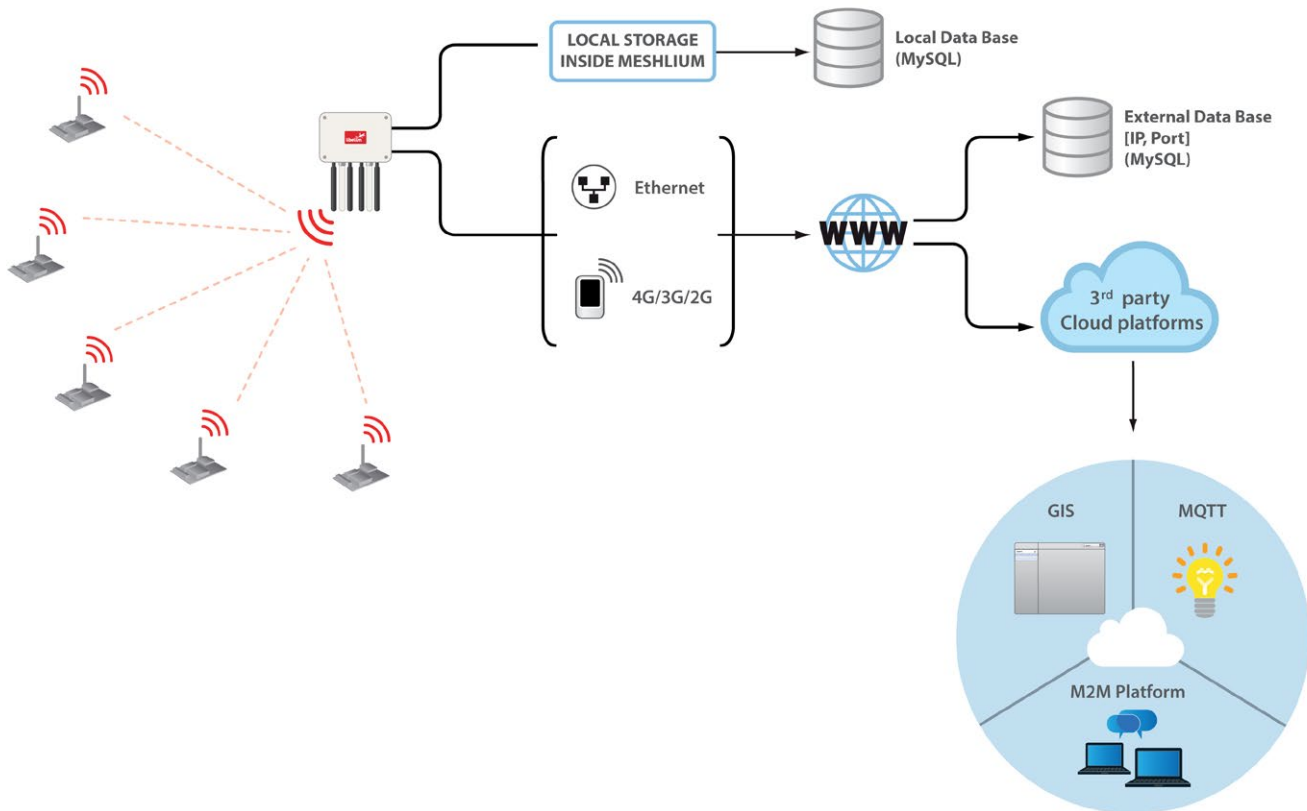 LOCAL STORAGE
INSIDE MESHLIUM
Local Data Base
(MySQL)
External Data Base
[IP, Port]
(MySQL)
Ethernet
4G/3G/2G
WWW
3rd party
Cloud platforms
GIS
MQTT
M2M Platform